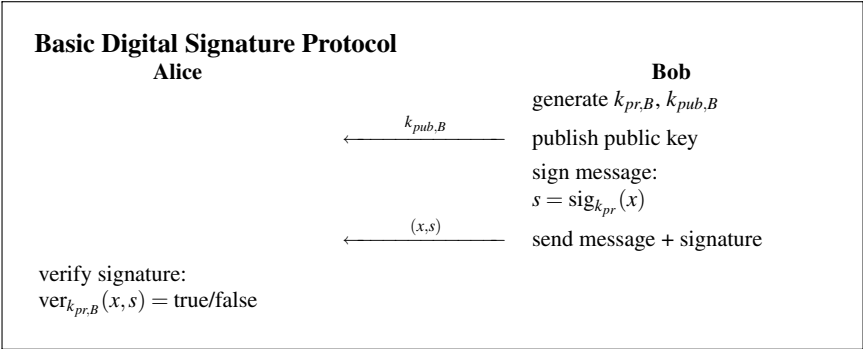 Basic Digital Signature Protocol
Alice Bob
generate k_{pr,B}, k_{pub,B}
k_{pub,B}
← publish public key
sign message:
s = sig_{k_{pr}}(x)
(x,s)
← send message + signature
verify signature:
ver_{k_{pr,B}}(x,s) = true/false